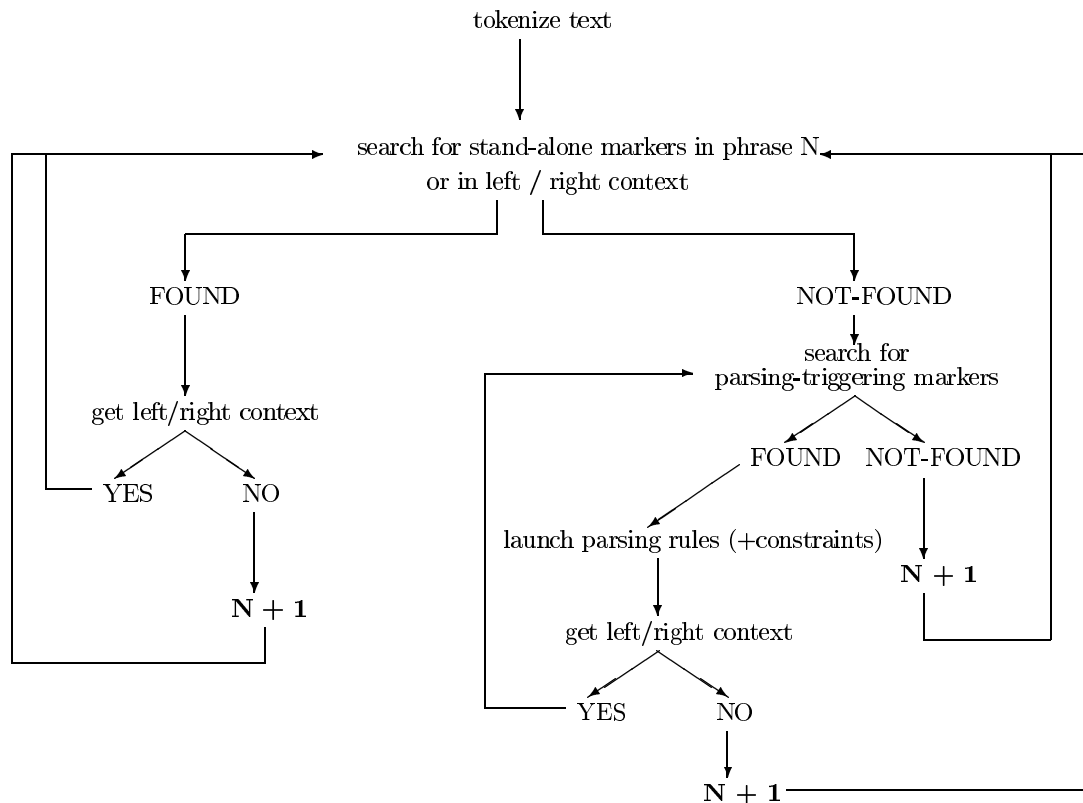 tokenize text
search for stand-alone markers in phrase N
or in left / right context
FOUND
NOT-FOUND
search for
parsing-triggering markers
get left/right context
FOUND
NOT-FOUND
YES
NO
launch parsing rules (+constraints)
N + 1
N + 1
get left/right context
YES
NO
N + 1